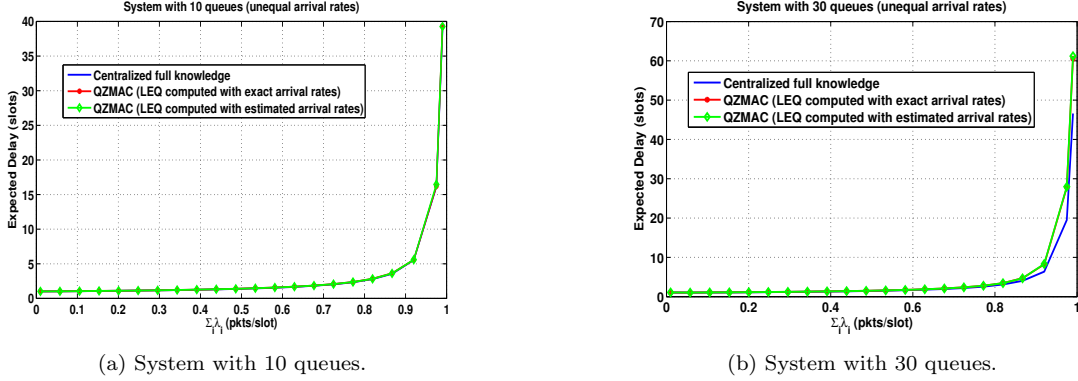 System with 10 queues (unequal arrival rates)
Expected Delay (slots)
40
35
30
25
20
15
10
5
0
Centralized full knowledge
QZMAC (LEQ computed with exact arrival rates)
QZMAC (LEQ computed with estimated arrival rates)
0 0.1 0.2 0.3 0.4 0.5 0.6 0.7 0.8 0.9 1
Σ_iλ_i (pkts/slot)
(a) System with 10 queues.
System with 30 queues (unequal arrival rates)
Expected Delay (slots)
70
60
50
40
30
20
10
0
Centralized full knowledge
QZMAC (LEQ computed with exact arrival rates)
QZMAC (LEQ computed with estimated arrival rates)
0 0.2 0.4 0.6 0.8 1
Σ_iλ_i (pkts/slot)
(b) System with 30 queues.